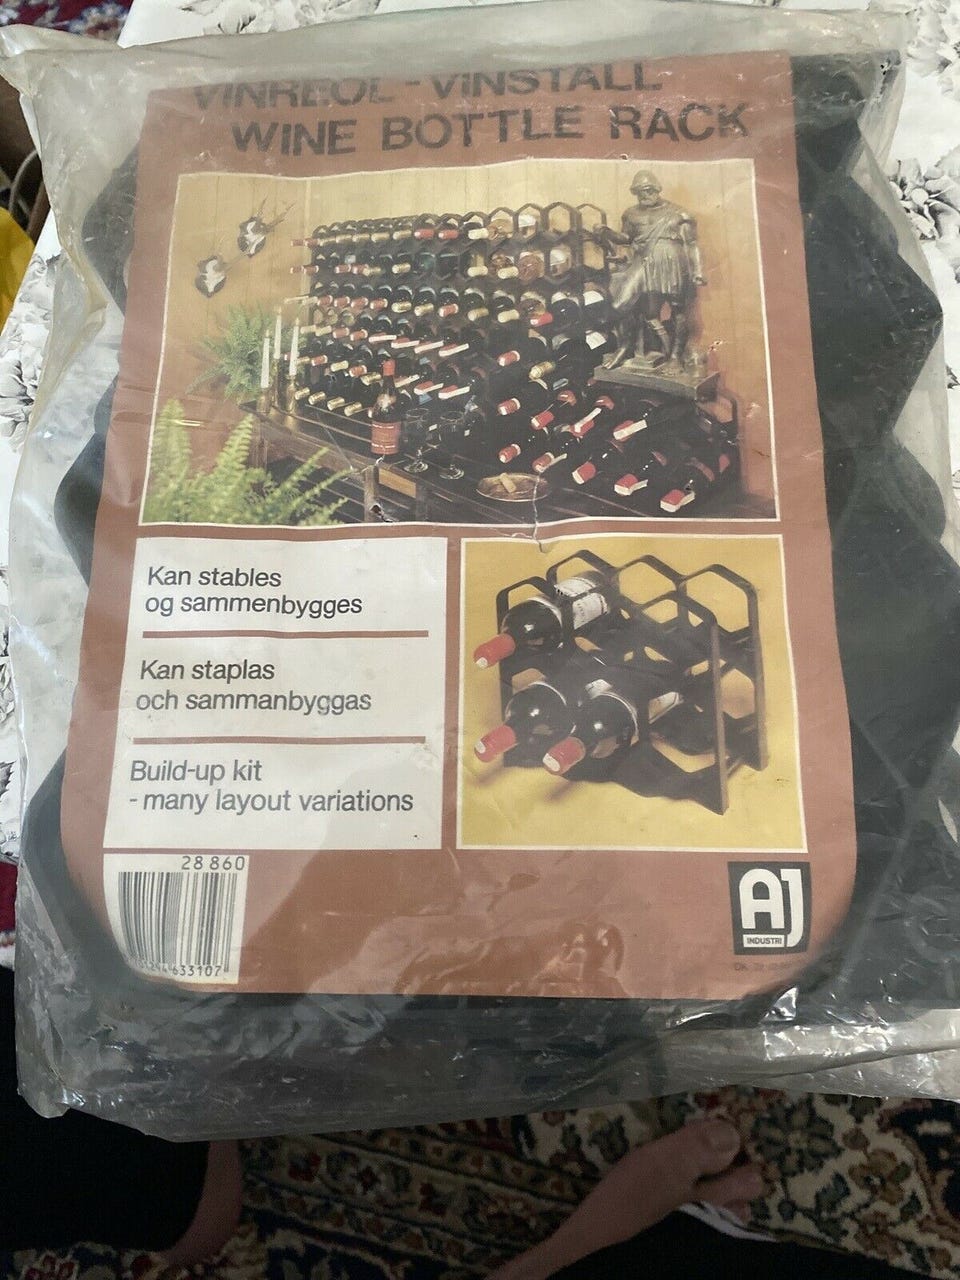 VINREOL - VINSTÄLL
WINE BOTTLE RACK
Kan stables
og sammenbygges
Kan staplas
och sammanbyggas
Build-up kit
- many layout variations
28 860
AJ
INDUSTRI